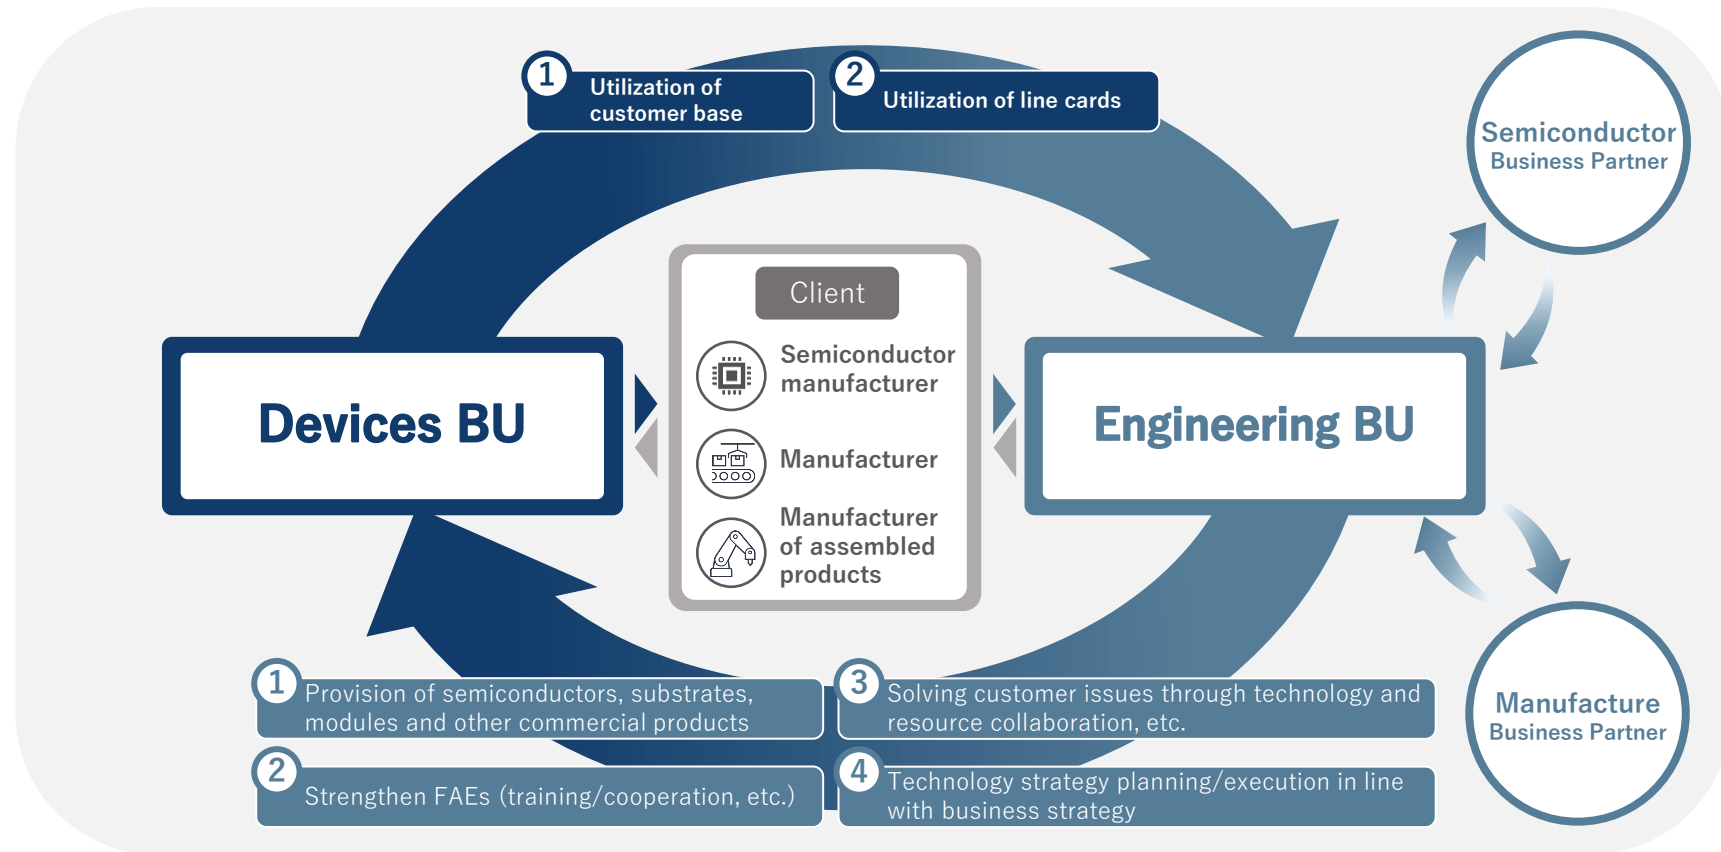 1
Utilization of
customer base
2
Utilization of line cards
Semiconductor
Business Partner
Client
Semiconductor
manufacturer
Manufacturer
Manufacturer
of assembled
products
Devices BU
Engineering BU
1
Provision of semiconductors, substrates,
modules and other commercial products
2
Strengthen FAEs (training/cooperation, etc.)
3
Solving customer issues through technology and
resource collaboration, etc.
4
Technology strategy planning/execution in line
with business strategy
Manufacture
Business Partner